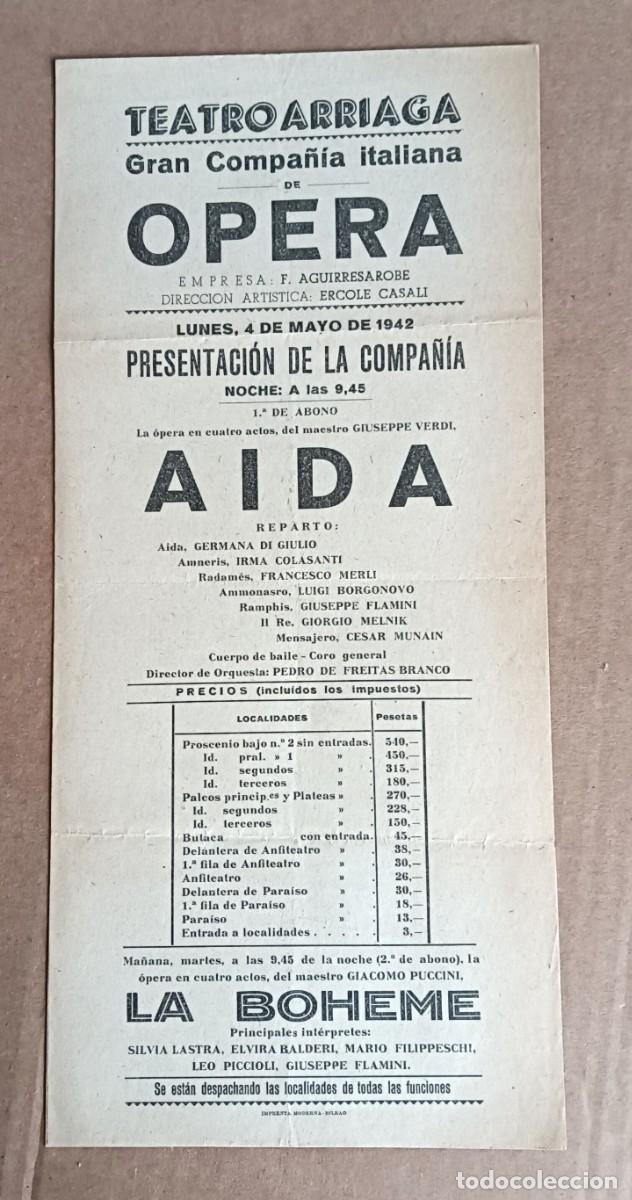 TEATRO ARRIAGA
Gran Compañía italiana
DE
OPERA
EMPRESA: F. AGUIRRESAROBE
DIRECCION ARTISTICA: ERCOLE CASALI
LUNES, 4 DE MAYO DE 1942
PRESENTACIÓN DE LA COMPAÑÍA
NOCHE: A las 9,45
1.ª DE ABONO
La ópera en cuatro actos, del maestro GIUSEPPE VERDI,
AIDA
REPARTO:
Aida, GERMANA DI GIULIO
Amneris, IRMA COLASANTI
Radamés, FRANCESCO MERLI
Ammonasro, LUIGI BORGONOVO
Ramphis, GIUSEPPE FLAMINI
Il Re, GIORGIO MELNIK
Mensajero, CESAR MUNAIN
Cuerpo de baile - Coro general
Director de Orquesta: PEDRO DE FREITAS BRANCO
PRECIOS (incluídos los impuestos)
LOCALIDADES Pesetas
Proscenio bajo n.º 2 sin entradas. 540,—
Id. pral. » 1 » . 450,—
Id. segundos » . 315,—
Id. terceros » . 180,—
Palcos princip.es y Plateas » . 270,—
Id. segundos » . 228,—
Id. terceros » . 150,—
Butaca con entrada. 45,—
Delantera de Anfiteatro » . 38,—
1.ª fila de Anfiteatro » . 30,—
Anfiteatro » . 26,—
Delantera de Paraíso » . 30,—
1.ª fila de Paraíso » . 18,—
Paraíso » . 13,—
Entrada a localidades . . . . . 3,—
Mañana, martes, a las 9,45 de la noche (2.ª de abono), la
ópera en cuatro actos, del maestro GIACOMO PUCCINI,
LA BOHEME
Principales intérpretes:
SILVIA LASTRA, ELVIRA BALDERI, MARIO FILIPPESCHI,
LEO PICCIOLI, GIUSEPPE FLAMINI.
Se están despachando las localidades de todas las funciones
IMPRENTA MODERNA-BILBAO
todocoleccion